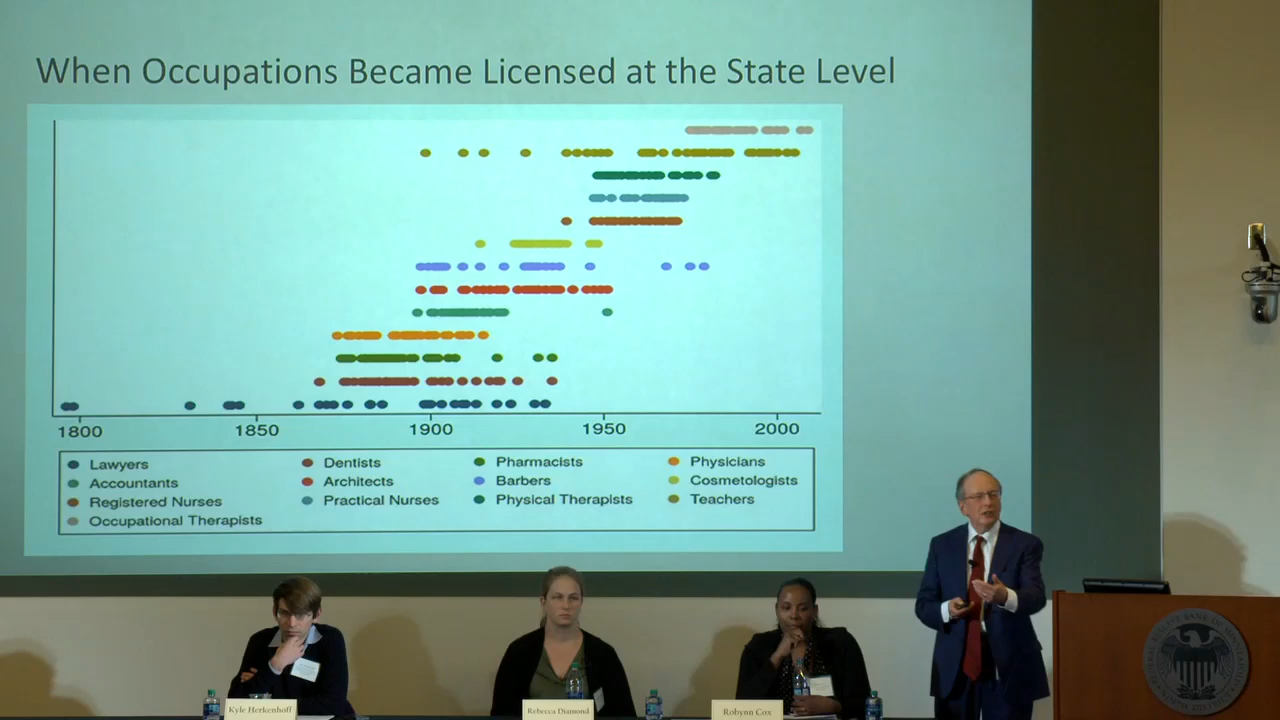 When Occupations Became Licensed at the State Level
1800 1850 1900 1950 2000
Lawyers Dentists Pharmacists Physicians
Accountants Architects Barbers Cosmetologists
Registered Nurses Practical Nurses Physical Therapists Teachers
Occupational Therapists
Kyle Herkenhoff Rebecca Diamond Robynn Cox